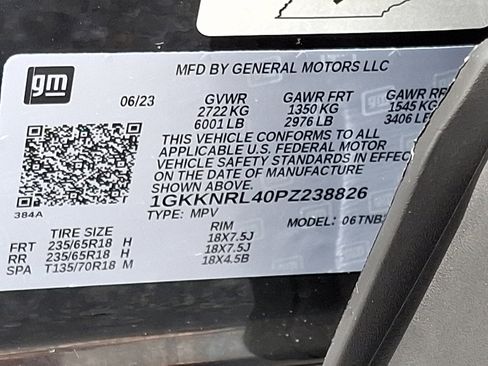 gm
MFD BY GENERAL MOTORS LLC
06/23 GVWR GAWR FRT GAWR RR
2722 KG 1350 KG 1545 KG
6001 LB 2976 LB 3406 LB
THIS VEHICLE CONFORMS TO ALL
APPLICABLE U.S. FEDERAL MOTOR
VEHICLE SAFETY STANDARDS IN EFFE
ON THE DATE OF MANUFACTURE
SHOWN ABOVE.
1GKKNRL40PZ238826
384A TYPE: MPV MODEL: 06TNB
TIRE SIZE RIM
FRT 235/65R18 H 18X7.5J
RR 235/65R18 H 18X7.5J
SPA T135/70R18 M 18X4.5B